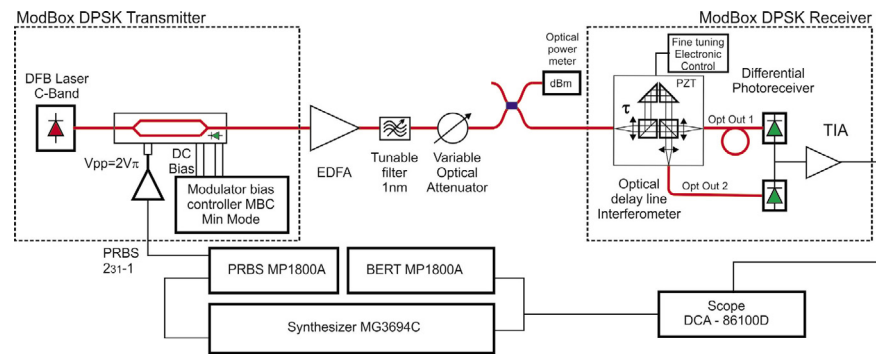 ModBox DPSK Transmitter
ModBox DPSK Receiver
DFB Laser
C-Band
Vpp=2Vπ
DC
Bias
Modulator bias
controller MBC
Min Mode
EDFA
Tunable
filter
1nm
Variable
Optical
Attenuator
Optical
power
meter
dBm
Fine tuning
Electronic
Control
PZT
τ
Optical
delay line
Interferometer
Opt Out 1
Opt Out 2
Differential
Photoreceiver
TIA
PRBS
231-1
PRBS MP1800A
BERT MP1800A
Synthesizer MG3694C
Scope
DCA - 86100D